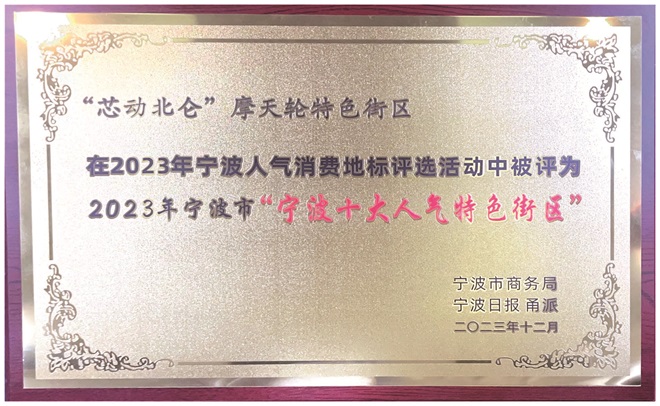 “芯动北仑”摩天轮特色街区
在2023年宁波人气消费地标评选活动中被评为
2023年宁波市“宁波十大人气特色街区”
宁波市商务局
宁波日报 甬派
二〇二三年十二月